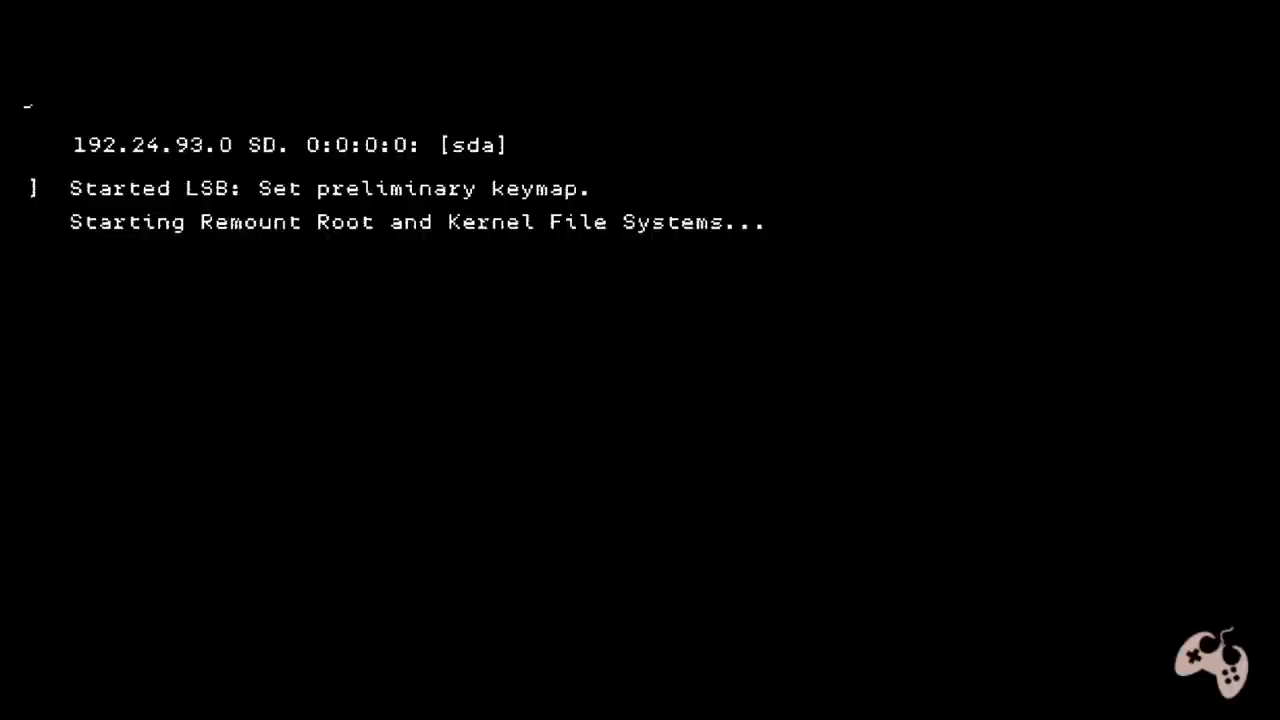 -
192.24.93.0 SD. 0:0:0:0: [sda]
] Started LSB: Set preliminary keymap.
Starting Remount Root and Kernel File Systems...